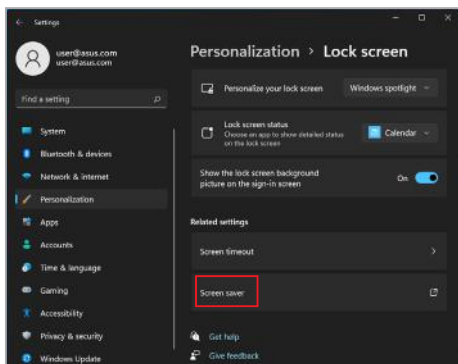 Settings
user@asus.com
user@asus.com
Find a setting
System
Bluetooth & devices
Network & internet
Personalization
Apps
Accounts
Time & language
Gaming
Accessibility
Privacy & security
Windows Update
Personalization > Lock screen
Personalize your lock screen
Windows spotlight
Lock screen status
Choose an app to show detailed status
on the lock screen
Calendar
Show the lock screen background
picture on the sign-in screen
On
Related settings
Screen timeout
Screen saver
Get help
Give feedback